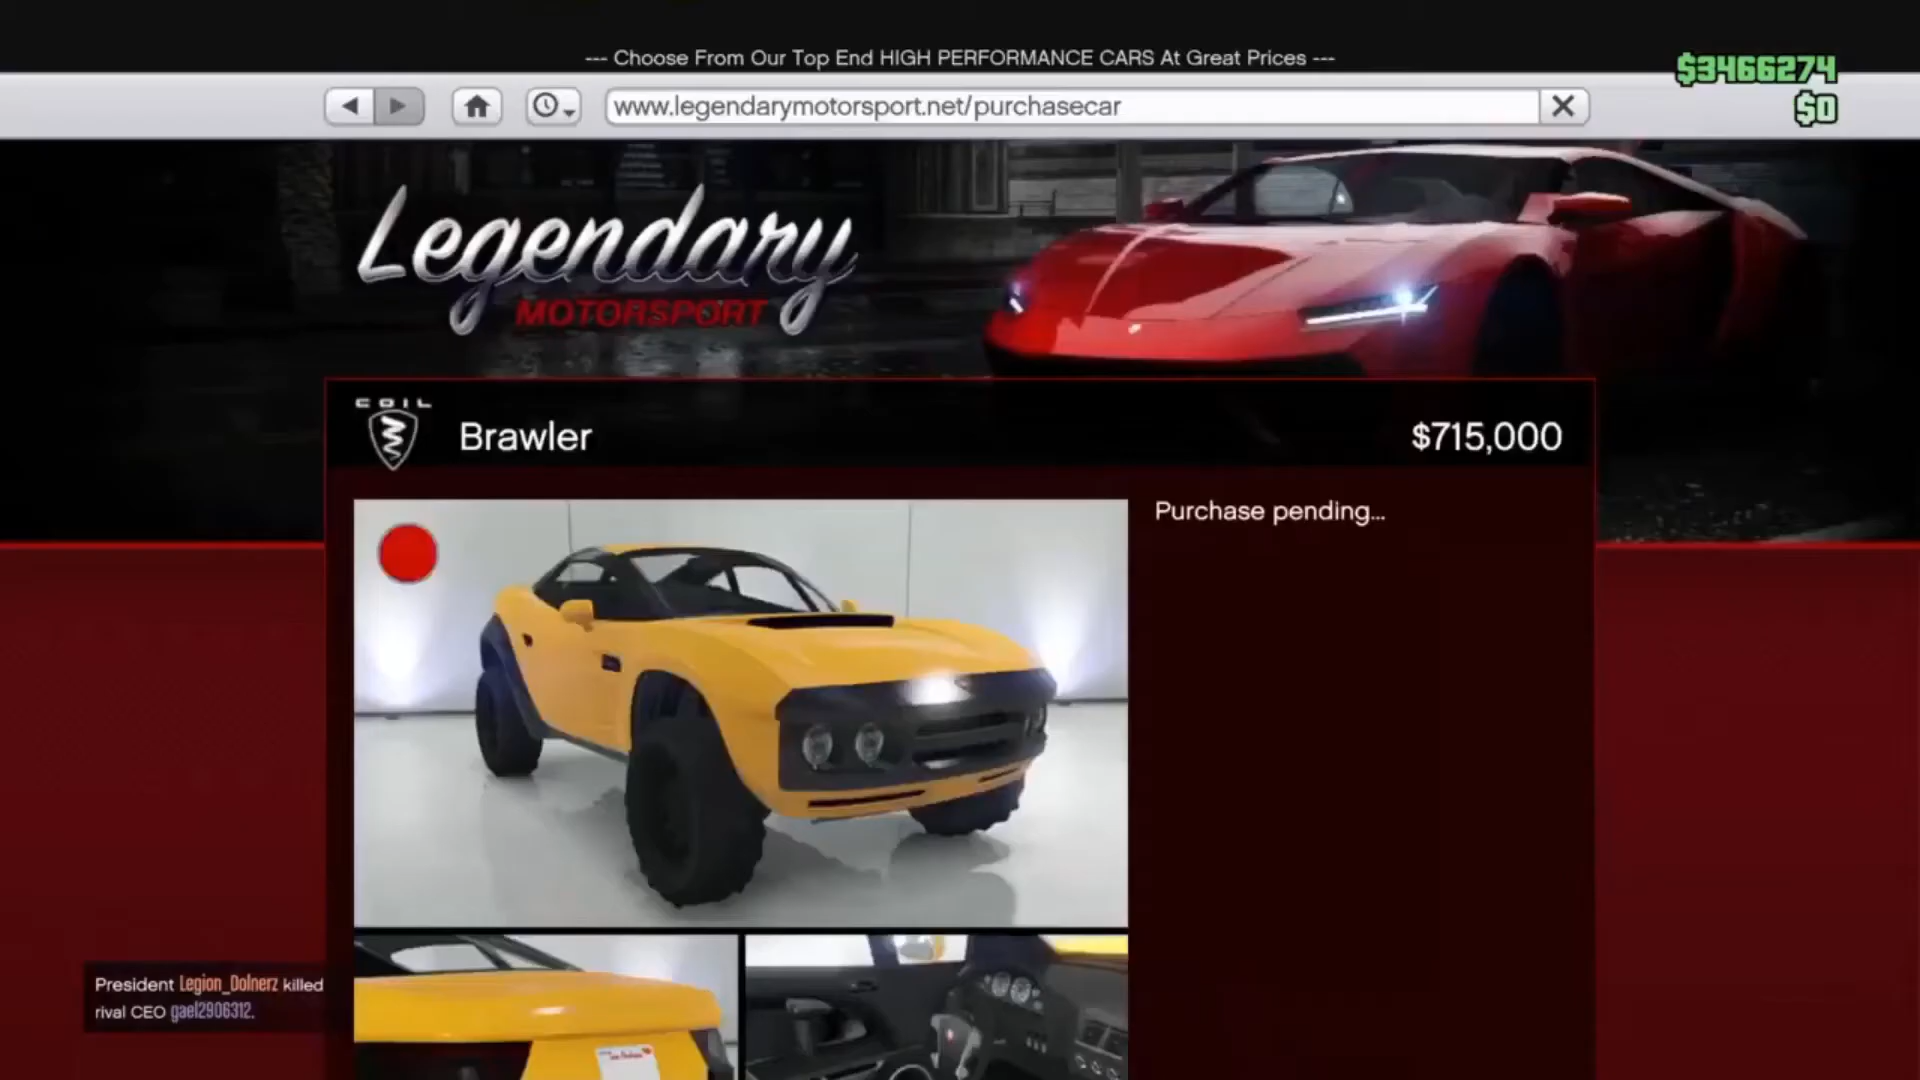 --- Choose From Our Top End HIGH PERFORMANCE CARS At Great Prices ---
$3466274
$0
www.legendarymotorsport.net/purchasecar
Legendary
MOTORSPORT
COIL
Brawler
$715,000
Purchase pending...
President Legion_Dolnerz killed
rival CEO gael2906312.